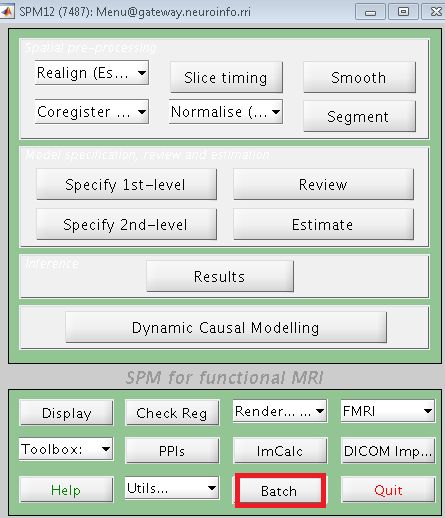 SPM12 (7487): Menu@gateway.neuroinfo.rri
Spatial pre-processing
Realign (Es... Slice timing Smooth
Coregister ... Normalise (... Segment
Model specification, review and estimation
Specify 1st-level Review
Specify 2nd-level Estimate
Inference
Results
Dynamic Causal Modelling
SPM for functional MRI
Display Check Reg Render... ... FMRI
Toolbox: PPIs ImCalc DICOM Imp...
Help Utils... Batch Quit